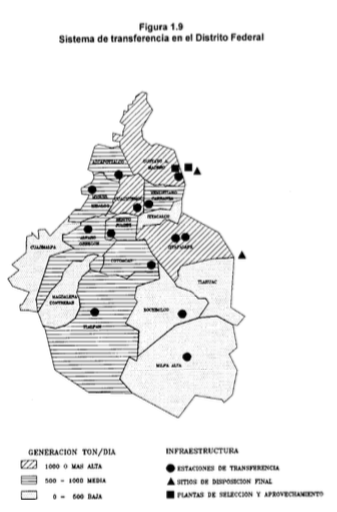 Figura 1.9
Sistema de transferencia en el Distrito Federal
AZCAPOTZALCO
GUSTAVO A.
MADERO
MIGUEL
HIDALGO
CUAUHTEMOC
VENUSTIANO
CARRANZA
IZTACALCO
BENITO
JUAREZ
ALVARO
OBREGON
CUAJIMALPA
IZTAPALAPA
COYOACAN
TLAHUAC
MAGDALENA
CONTRERAS
TLALPAN
XOCHIMILCO
MILPA ALTA
GENERACION TON/DIA
1000 O MAS ALTA
500 - 1000 MEDIA
0 - 500 BAJA
INFRAESTRUCTURA
ESTACIONES DE TRANSFERENCIA
SITIOS DE DISPOSICION FINAL
PLANTAS DE SELECCION Y APROVECHAMIENTO